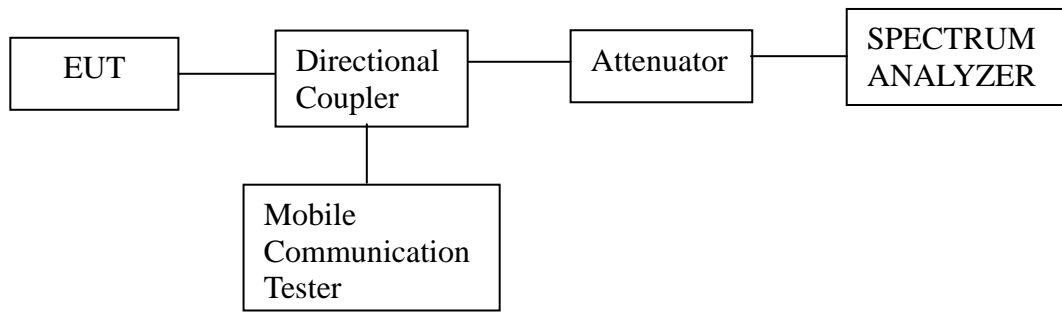 EUT
Directional
Coupler
Attenuator
SPECTRUM
ANALYZER
Mobile
Communication
Tester